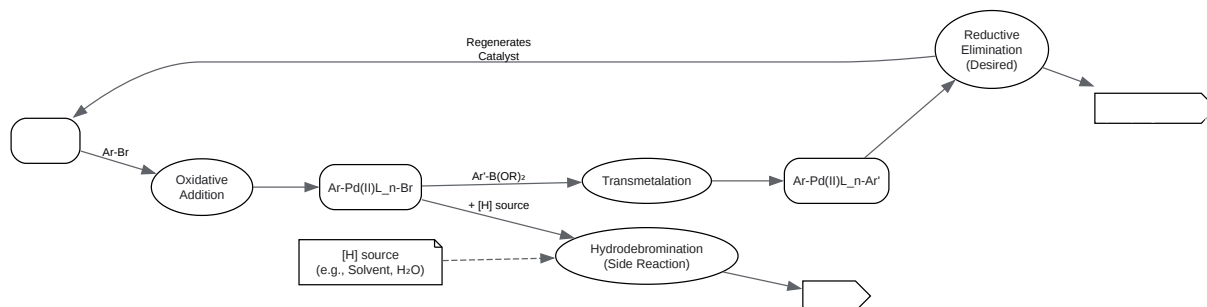 Regenerates
Catalyst
Reductive
Elimination
(Desired)
Ar-Br
Oxidative
Addition
Ar-Pd(II)L_n-Br
Ar'-B(OR)₂
Transmetalation
Ar-Pd(II)L_n-Ar'
+ [H] source
[H] source
(e.g., Solvent, H₂O)
Hydrodebromination
(Side Reaction)